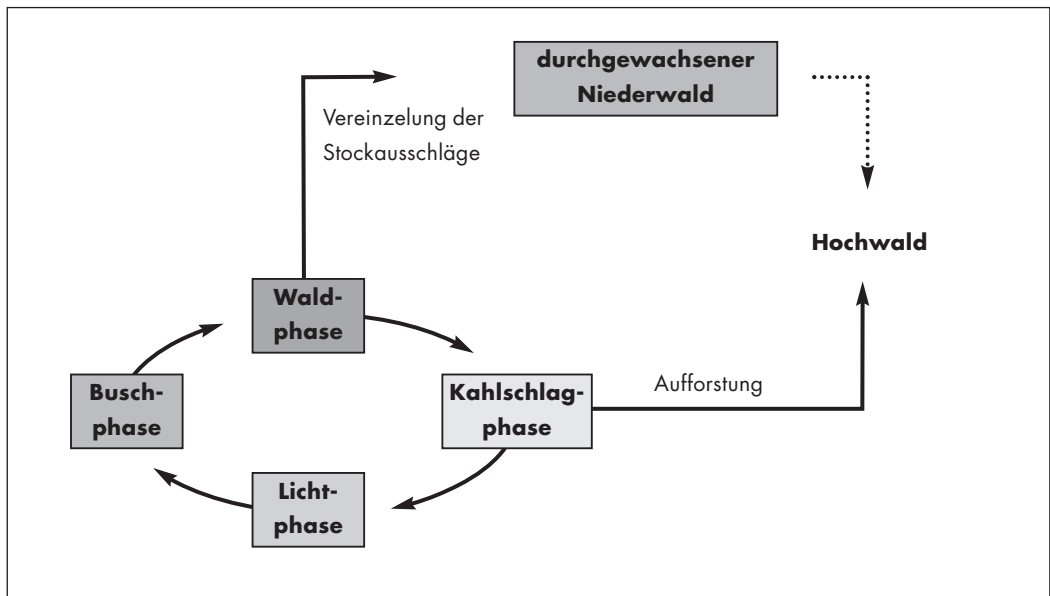 durchgewachsener
Niederwald
Vereinzelung der
Stockausschläge
Hochwald
Wald-
phase
Busch-
phase
Kahlschlag-
phase
Aufforstung
Licht-
phase